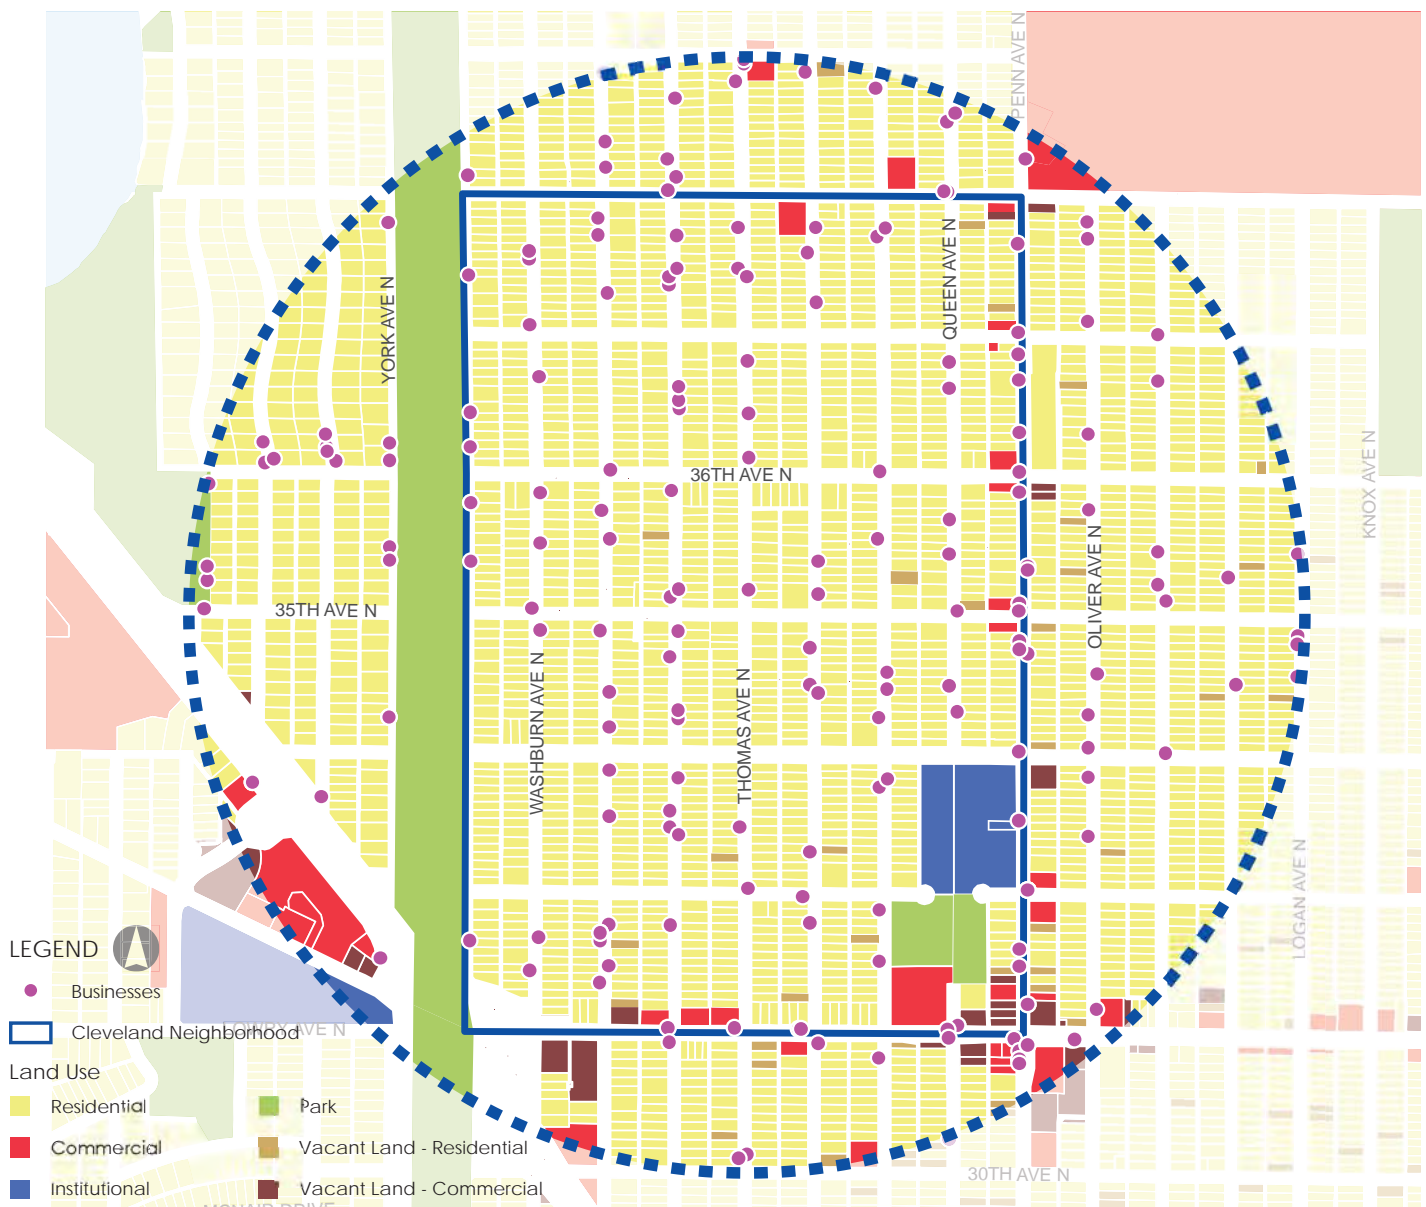 PENN AVE N
QUEEN AVE N
YORK AVE N
36TH AVE N
KNOX AVE N
OLIVER AVE N
35TH AVE N
WASHBURN AVE N
THOMAS AVE N
LOGAN AVE N
LEGEND
Businesses
LOWRY AVE N
Cleveland Neighborhood
Land Use
Residential
Park
Commercial
Vacant Land - Residential
30TH AVE N
Institutional
Vacant Land - Commercial